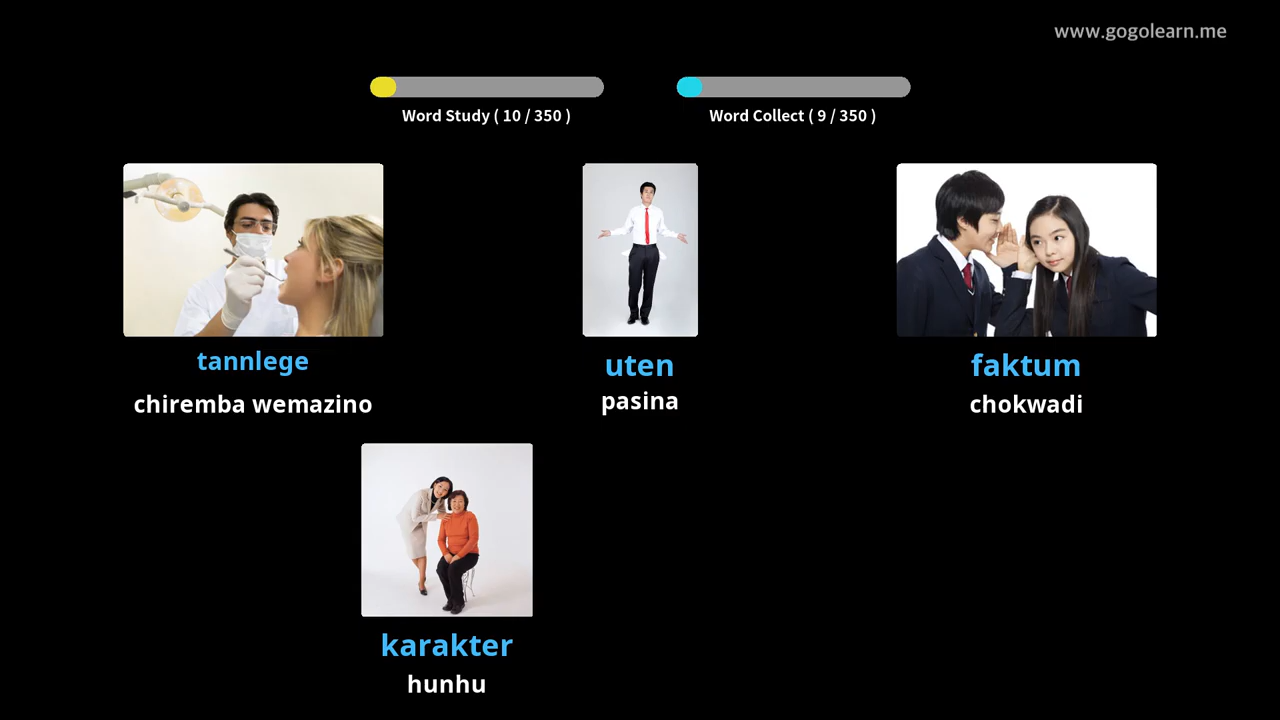 www.gogolearn.me
Word Study ( 10 / 350 )
Word Collect ( 9 / 350 )
tannlege
chiremba wemazino
uten
pasina
faktum
chokwadi
karakter
hunhu